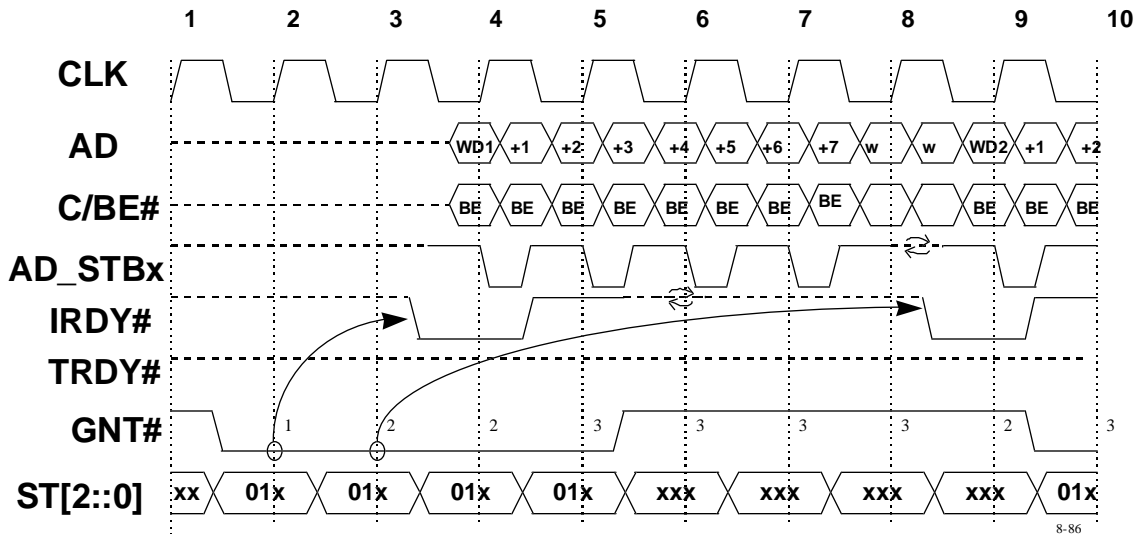 1 2 3 4 5 6 7 8 9 10
CLK
AD WD1 +1 +2 +3 +4 +5 +6 +7 w w WD2 +1 +2
C/BE# BE BE BE BE BE BE BE BE BE BE BE
AD_STBx
IRDY#
TRDY#
GNT# 1 2 2 3 3 3 3 2 3
ST[2::0] xx 01x 01x 01x 01x xxx xxx xxx xxx 01x
8-86